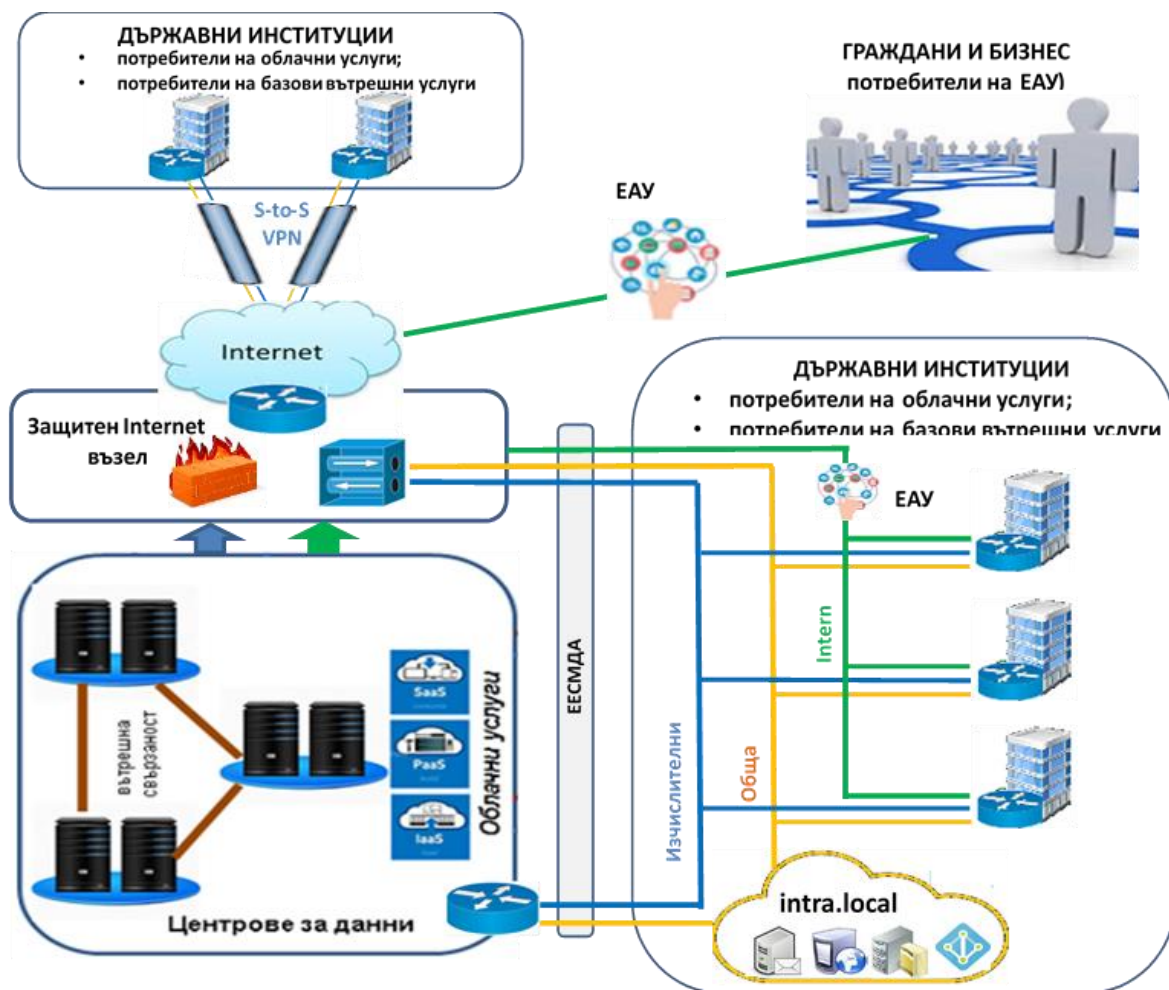 ДЪРЖАВНИ ИНСТИТУЦИИ
• потребители на облачни услуги;
• потребители на базови вътрешни услуги
ГРАЖДАНИ И БИЗНЕС
потребители на ЕАУ)
ЕАУ
S-to-S
VPN
Internet
Защитен Internet
възел
ДЪРЖАВНИ ИНСТИТУЦИИ
• потребители на облачни услуги;
• потребители на базови вътрешни услуги
ЕАУ
ЕЕСМДА
Изчислителни
Обща
Intern
вътрешна
свързаност
SaaS
PaaS
IaaS
Облачни услуги
Центрове за данни
intra.local